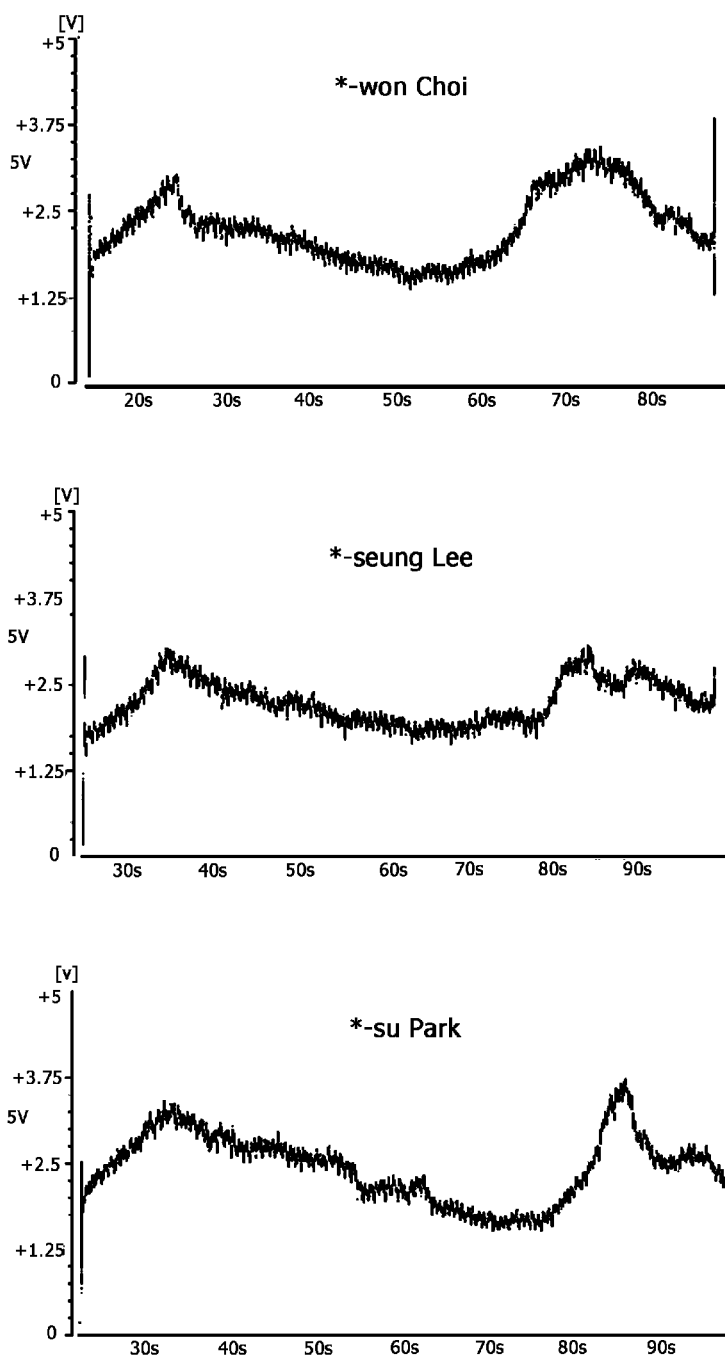 [V]
+5
*-won Choi
+3.75
5V
+2.5
+1.25
0
20s 30s 40s 50s 60s 70s 80s
[V]
+5
*-seung Lee
+3.75
5V
+2.5
+1.25
0
30s 40s 50s 60s 70s 80s 90s
[v]
+5
*-su Park
+3.75
5V
+2.5
+1.25
0
30s 40s 50s 60s 70s 80s 90s